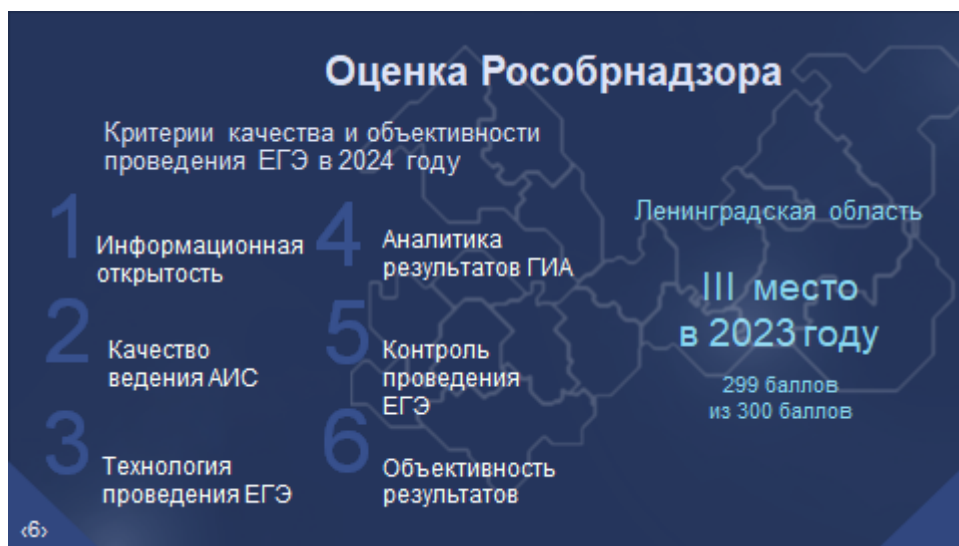 Оценка Рособрнадзора
Критерии качества и объективности
проведения ЕГЭ в 2024 году
1
Информационная
открытость
2
Качество
ведения АИС
3
Технология
проведения ЕГЭ
4
Аналитика
результатов ГИА
5
Контроль
проведения
ЕГЭ
6
Объективность
результатов
Ленинградская область
III место
в 2023 году
299 баллов
из 300 баллов
‹6›